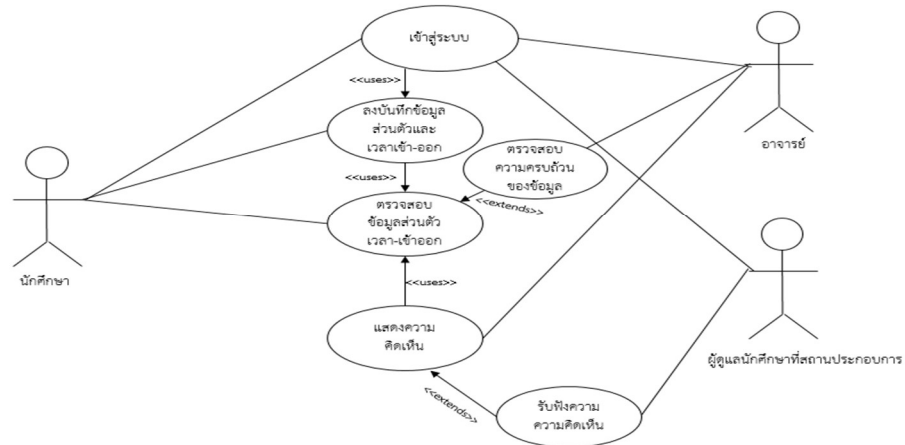 เข้าสู่ระบบ
<<uses>>
ลงบันทึกข้อมูล
ส่วนตัวและ
เวลาเข้า-ออก
อาจารย์
ตรวจสอบ
ความครบถ้วน
ของข้อมูล
<<uses>>
<<extends>>
ตรวจสอบ
ข้อมูลส่วนตัว
เวลา-เข้าออก
นักศึกษา
<<uses>>
แสดงความ
คิดเห็น
ผู้ดูแลนักศึกษาที่สถานประกอบการ
<<extends>>
รับฟังความ
ความคิดเห็น